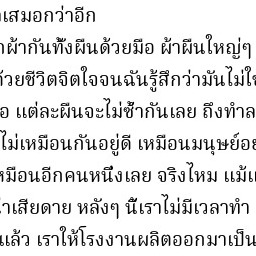 เสมอกว่าอีก
ผ้ากันทั้งผืนด้วยมือ ผ้าผืนใหญ่ๆ
ด้วยชีวิตจิตใจจนฉันรู้สึกว่ามันไม่ใ
แต่ละผืนจะไม่ซ้ำกันเลย ถึงทำล
ไม่เหมือนกันอยู่ดี เหมือนมนุษย์อย
หมือนอีกคนหนึ่งเลย จริงไหม แม้แ
าเสียดาย หลังๆ นี้เราไม่มีเวลาทำ
แล้ว เราให้โรงงานผลิตออกมาเป็น